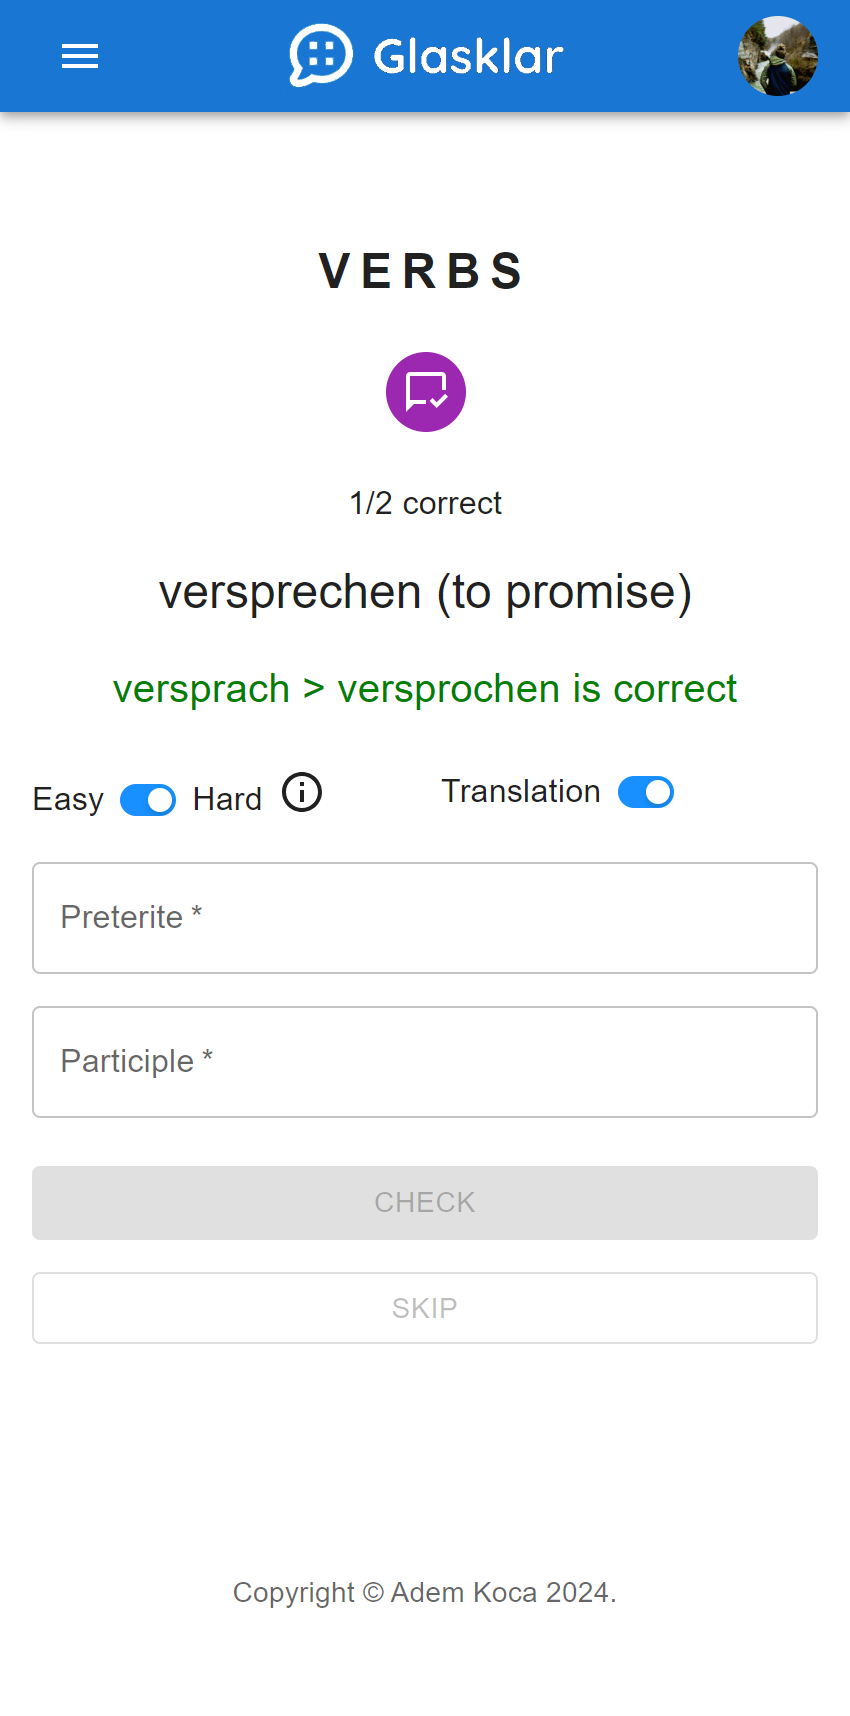 Glasklar
VERBS
1/2 correct
versprechen (to promise)
versprach > versprochen is correct
Easy Hard Translation
Preterite *
Participle *
CHECK
SKIP
Copyright © Adem Koca 2024.